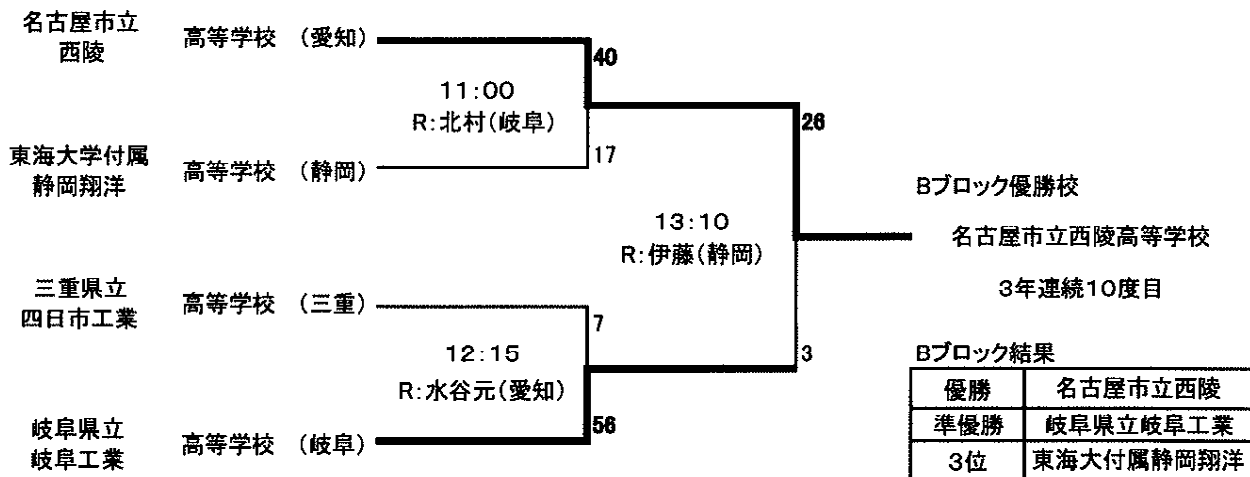 名古屋市立
西陵
高等学校 (愛知)
40
11:00
R:北村(岐阜)
17
東海大学付属
静岡翔洋
高等学校 (静岡)
26
13:10
R:伊藤(静岡)
Bブロック優勝校
名古屋市立西陵高等学校
3年連続10度目
三重県立
四日市工業
高等学校 (三重)
7
12:15
R:水谷元(愛知)
3
56
岐阜県立
岐阜工業
高等学校 (岐阜)
Bブロック結果
優勝 名古屋市立西陵
準優勝 岐阜県立岐阜工業
3位 東海大付属静岡翔洋